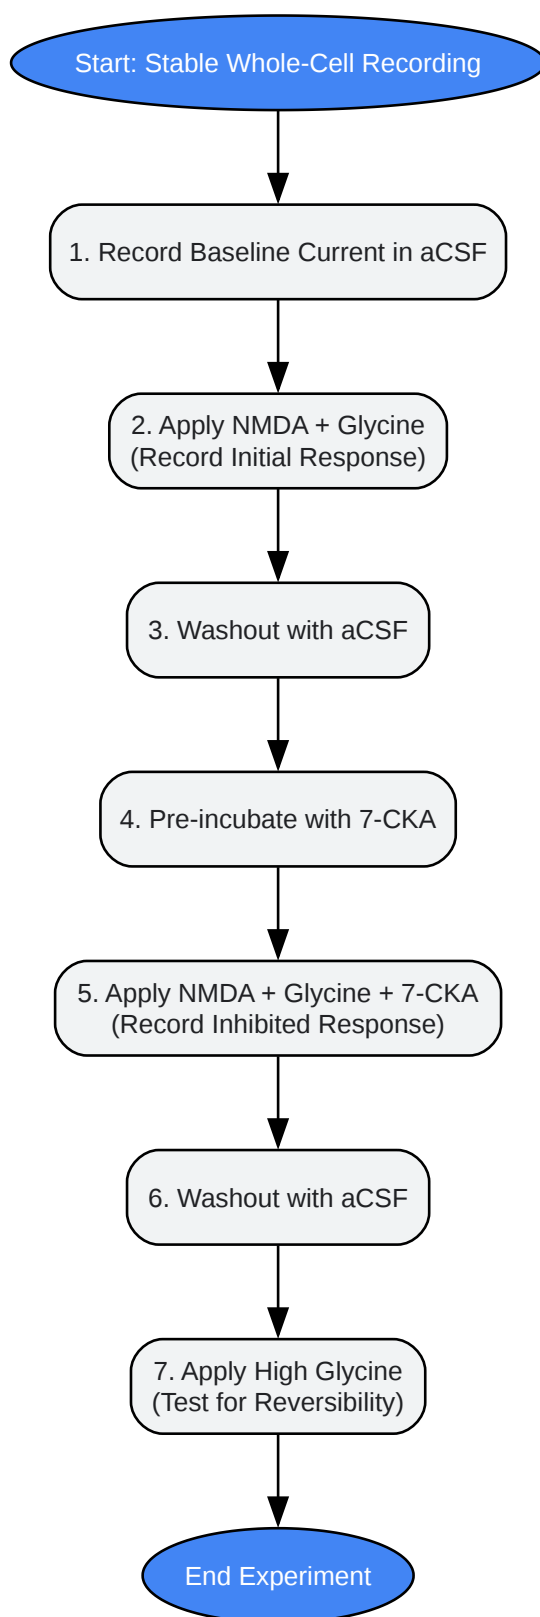 Start: Stable Whole-Cell Recording
1. Record Baseline Current in aCSF
2. Apply NMDA + Glycine
(Record Initial Response)
3. Washout with aCSF
4. Pre-incubate with 7-CKA
5. Apply NMDA + Glycine + 7-CKA
(Record Inhibited Response)
6. Washout with aCSF
7. Apply High Glycine
(Test for Reversibility)
End Experiment